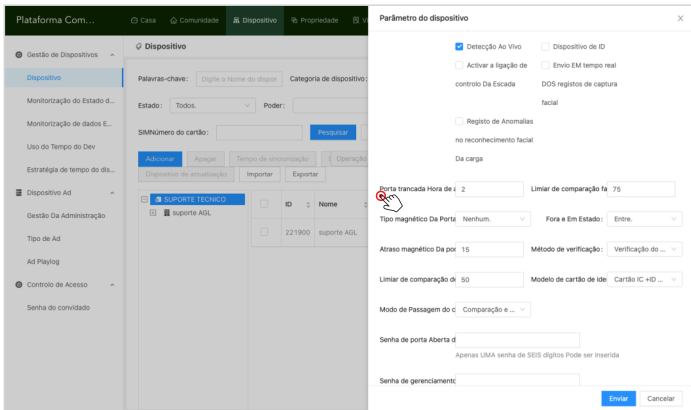 Plataforma Com...
Casa
Comunidade
Dispositivo
Propriedade
Gestão de Dispositivos
Dispositivo
Monitorização do Estado d...
Monitorização de dados E...
Uso do Tempo do Dev
Estratégia de tempo do dis...
Dispositivo Ad
Gestão Da Administração
Tipo de Ad
Ad Playlog
Controlo de Acesso
Senha do convidado
Dispositivo
Palavras-chave: Digite o Nome do dispon Categoria de dispositivo:
Estado: Todos. Poder:
SIMNúmero do cartão: Pesquisar
Adicionar Apagar Tempo de sincronização Operação
Dispositivo de actualização Importar Exportar
SUPORTE TECNICO
suporte AGL
ID Nome
221900 suporte AGL
Parâmetro do dispositivo
Detecção Ao Vivo
Dispositivo de ID
Activar a ligação de
controlo Da Escada
Envio EM tempo real
DOS registos de captura
facial
Registo de Anomalias
no reconhecimento facial
Da carga
Porta trancada Hora de a 2 Limiar de comparação fa 75
Tipo magnético Da Porta Nenhum. Fora e Em Estado: Entre.
Atraso magnético Da por 15 Método de verificação: Verificação do ...
Limiar de comparação de 50 Modelo de cartão de ide Cartão IC +ID ...
Modo de Passagem do c Comparação e ...
Senha de porta Aberta d
Apenas UMA senha de SEIS dígitos Pode ser inserida
Senha de gerenciamento
Enviar Cancelar